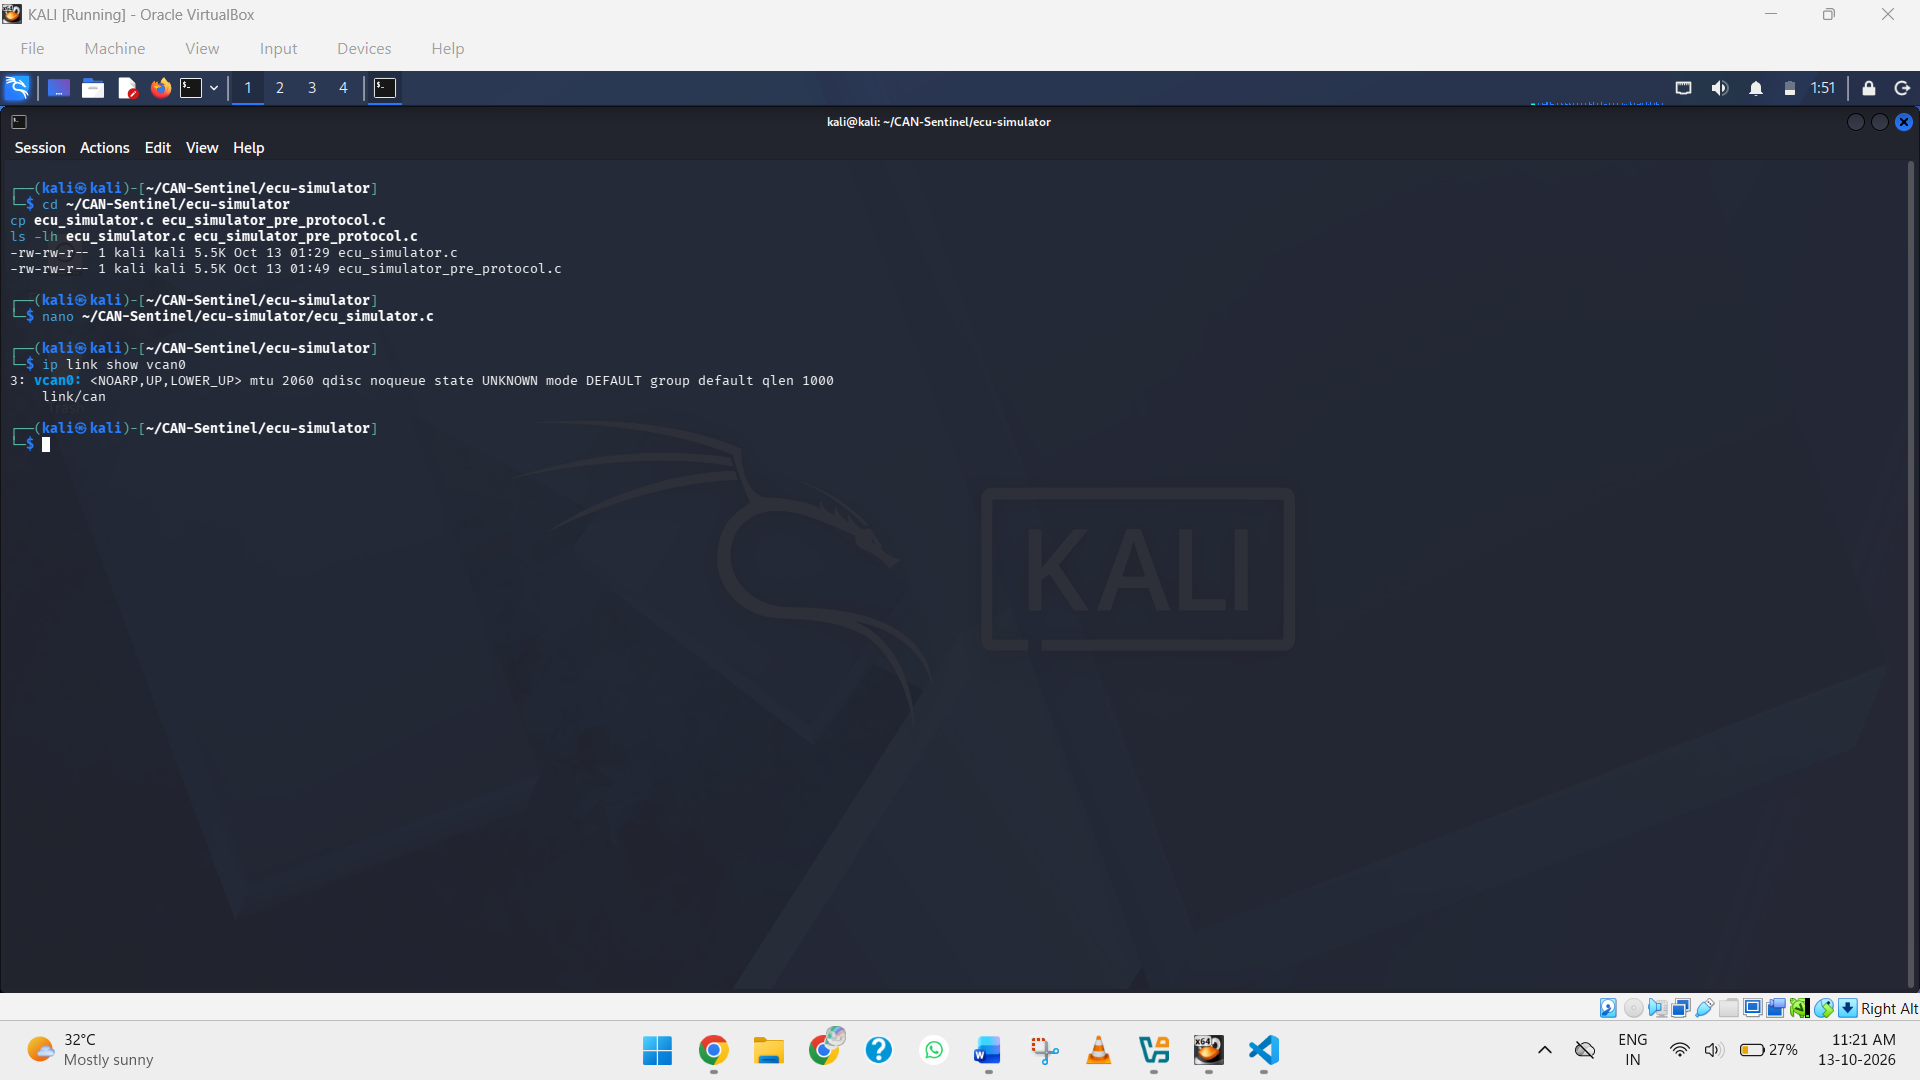 KALI [Running] - Oracle VirtualBox
File Machine View Input Devices Help
1 2 3 4 1:51
kali@kali: ~/CAN-Sentinel/ecu-simulator
Session Actions Edit View Help
┌──(kali㉿kali)-[~/CAN-Sentinel/ecu-simulator]
└─$ cd ~/CAN-Sentinel/ecu-simulator
cp ecu_simulator.c ecu_simulator_pre_protocol.c
ls -lh ecu_simulator.c ecu_simulator_pre_protocol.c
-rw-rw-r-- 1 kali kali 5.5K Oct 13 01:29 ecu_simulator.c
-rw-rw-r-- 1 kali kali 5.5K Oct 13 01:49 ecu_simulator_pre_protocol.c
┌──(kali㉿kali)-[~/CAN-Sentinel/ecu-simulator]
└─$ nano ~/CAN-Sentinel/ecu-simulator/ecu_simulator.c
┌──(kali㉿kali)-[~/CAN-Sentinel/ecu-simulator]
└─$ ip link show vcan0
3: vcan0: <NOARP,UP,LOWER_UP> mtu 2060 qdisc noqueue state UNKNOWN mode DEFAULT group default qlen 1000
link/can
Trash
┌──(kali㉿kali)-[~/CAN-Sentinel/ecu-simulator]
└─$
KALI
Right Alt
32°C
Mostly sunny
ENG
IN
27%
11:21 AM
13-10-2026